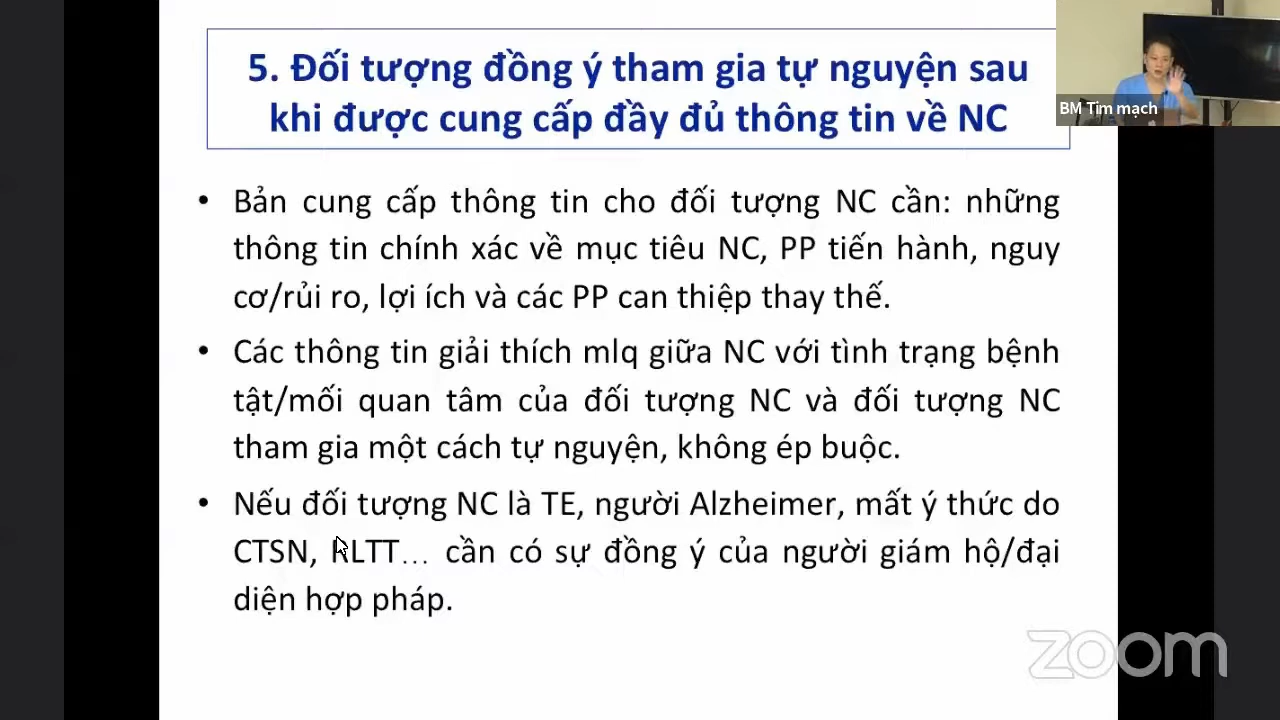 5. Đối tượng đồng ý tham gia tự nguyện sau
khi được cung cấp đầy đủ thông tin về NC
BM Tim mạch
• Bản cung cấp thông tin cho đối tượng NC cần: những
thông tin chính xác về mục tiêu NC, PP tiến hành, nguy
cơ/rủi ro, lợi ích và các PP can thiệp thay thế.
• Các thông tin giải thích mlq giữa NC với tình trạng bệnh
tật/mối quan tâm của đối tượng NC và đối tượng NC
tham gia một cách tự nguyện, không ép buộc.
• Nếu đối tượng NC là TE, người Alzheimer, mất ý thức do
CTSN, RLTT... cần có sự đồng ý của người giám hộ/đại
diện hợp pháp.
zoom